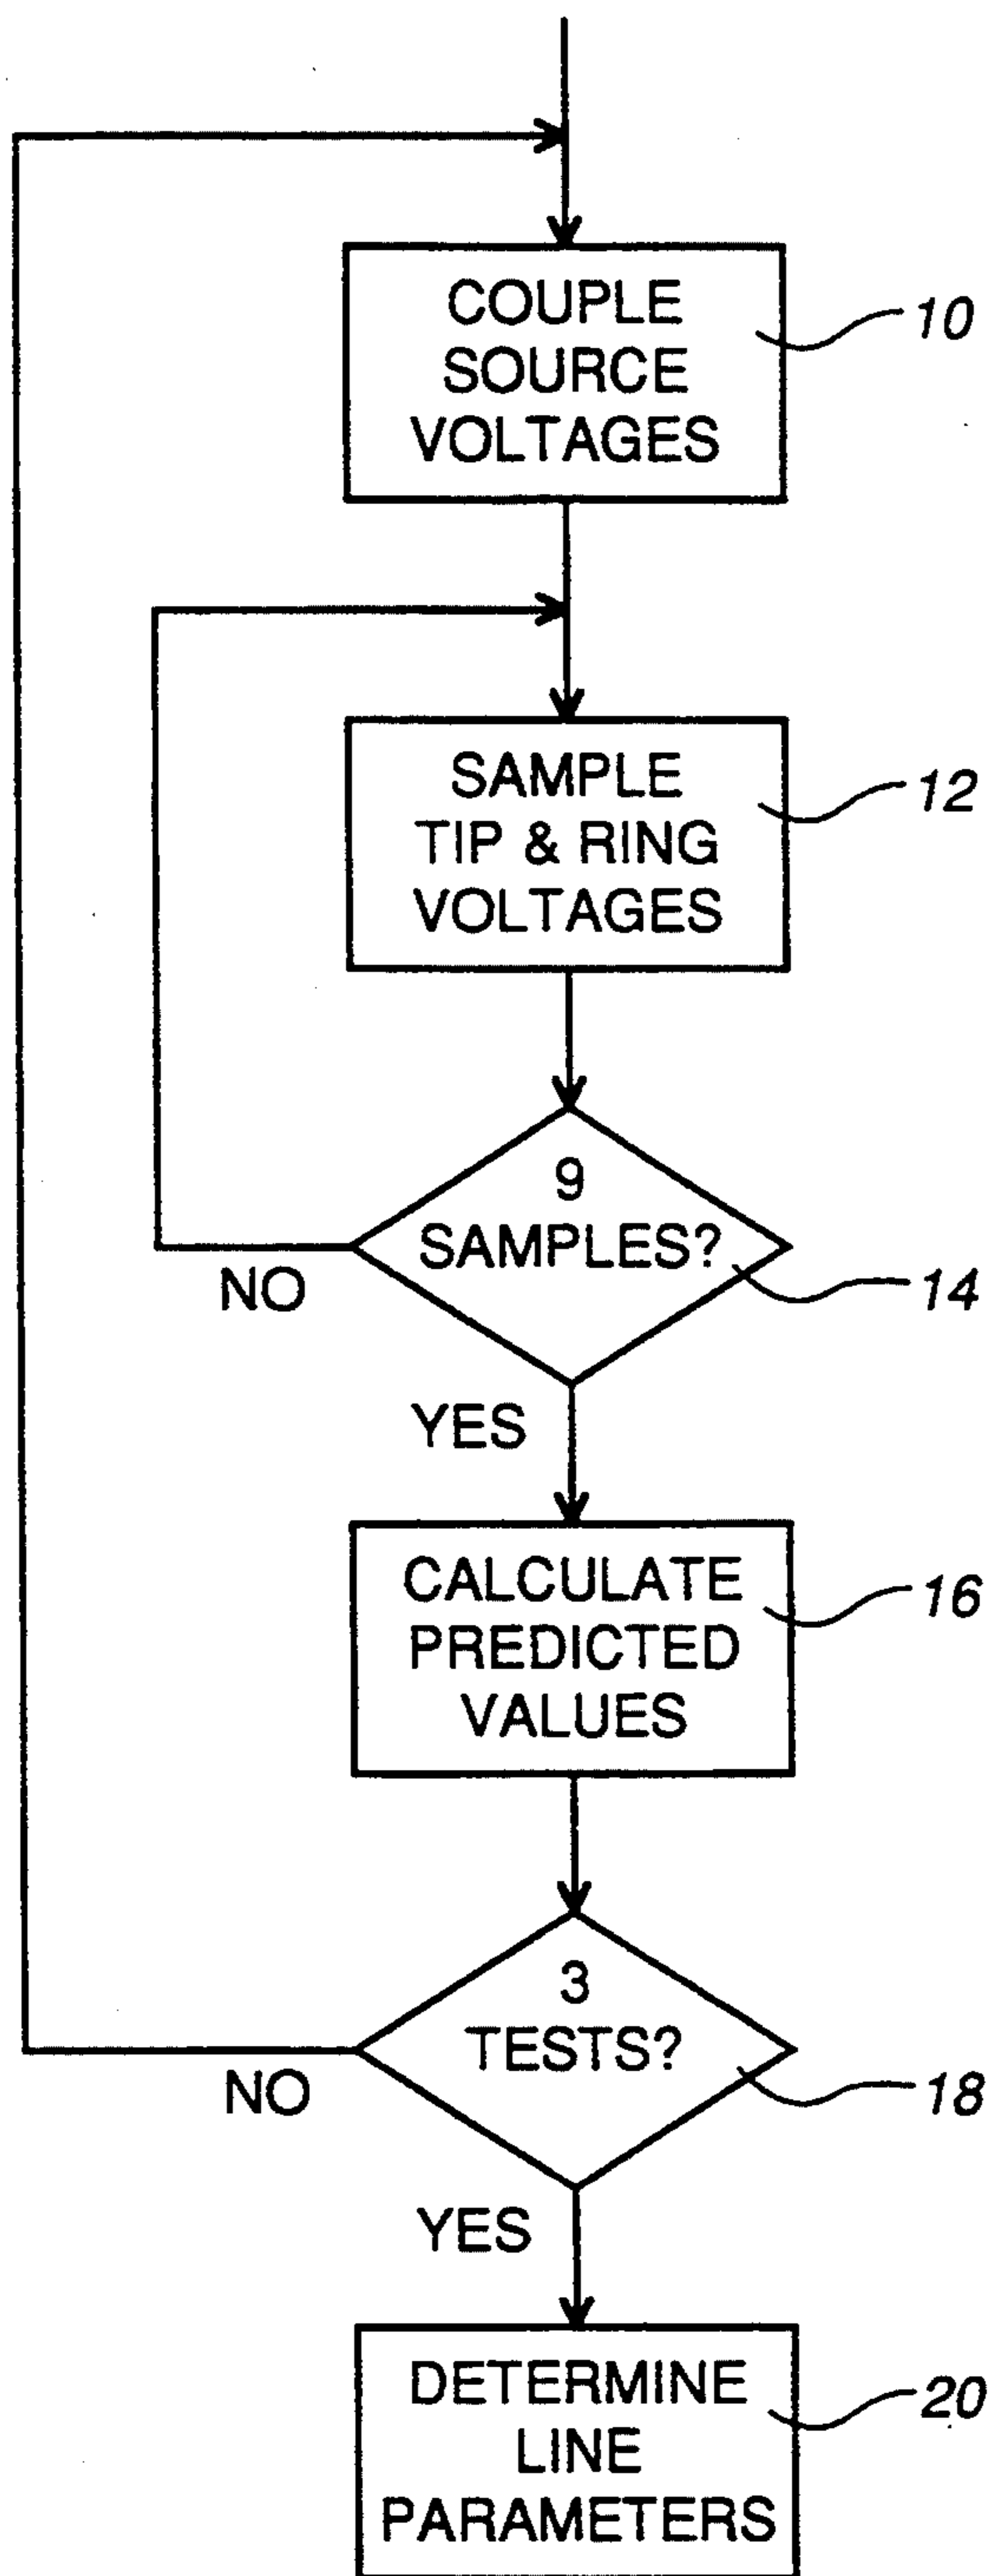 COUPLE
SOURCE
VOLTAGES
10
SAMPLE
TIP & RING
VOLTAGES
12
9
SAMPLES?
14
NO
YES
CALCULATE
PREDICTED
VALUES
16
3
TESTS?
18
NO
YES
DETERMINE
LINE
PARAMETERS
20